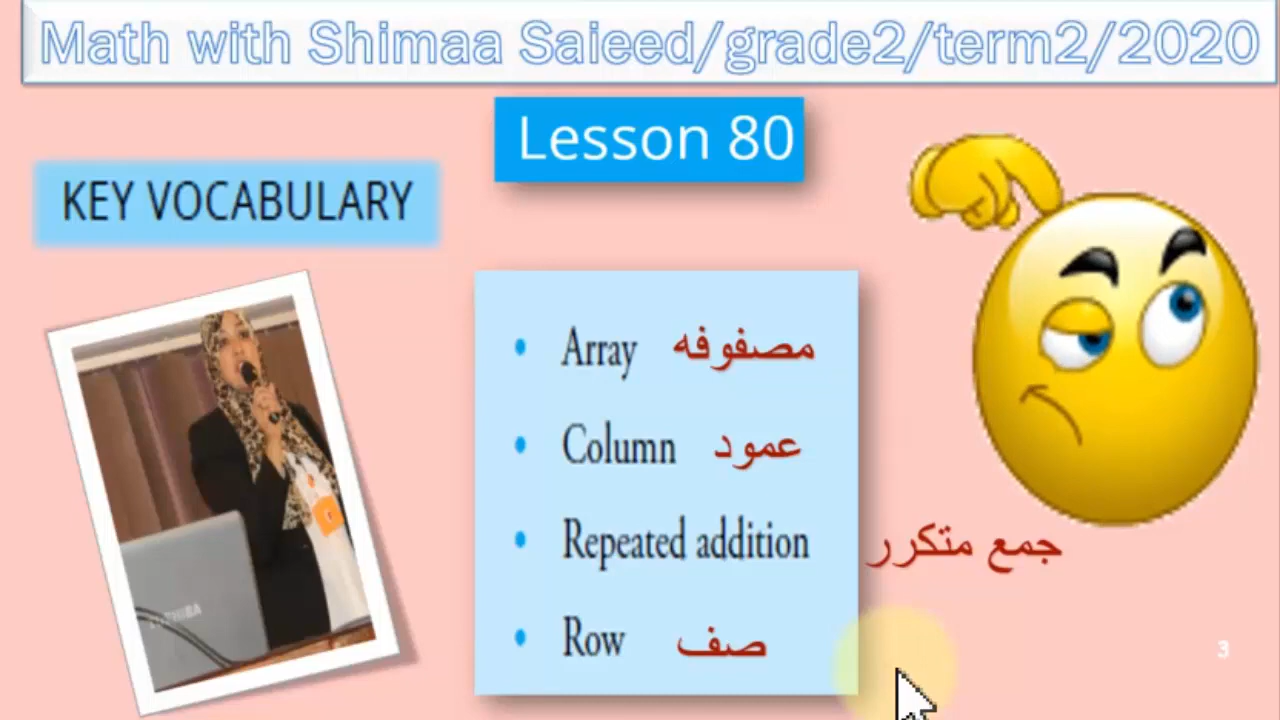 Math with Shimaa Saieed/grade2/term2/2020
Lesson 80
KEY VOCABULARY
• Array مصفوفه
• Column عمود
• Repeated addition جمع متكرر
• Row صف
TOSHIBA
3